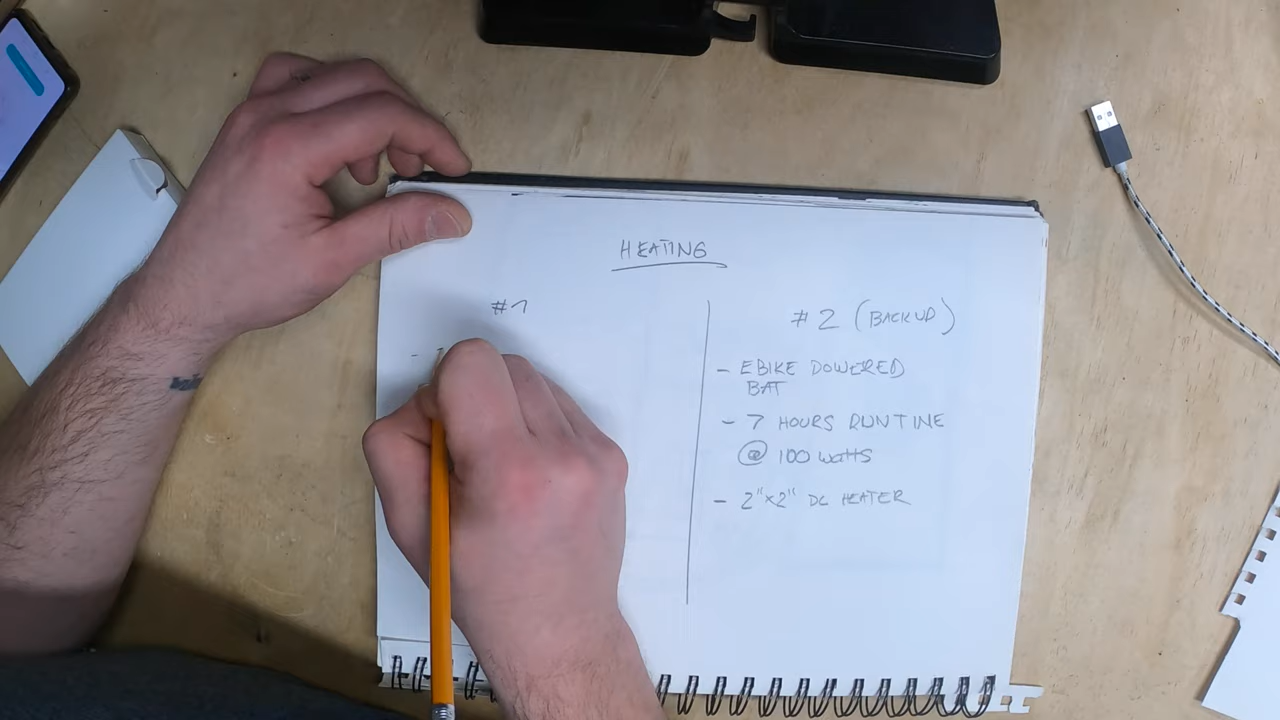 HEATING
#1
-
#2 (BACKUP)
- EBIKE POWERED
BAT
- 7 HOURS RUNTIME
@ 100 WATTS
- 2"x2" DC HEATER